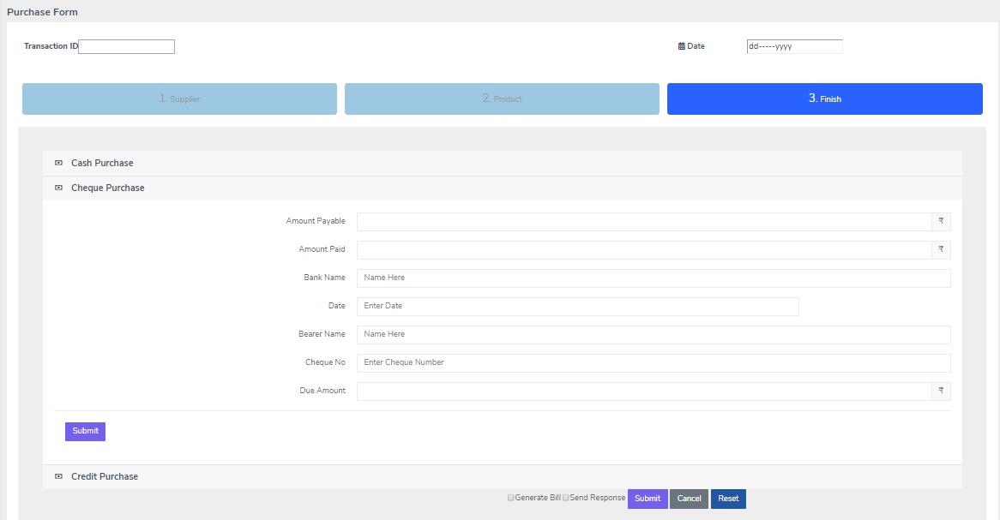 Purchase Form
Transaction ID
Date dd-----yyyy
1. Supplier 2. Product 3. Finish
Cash Purchase
Cheque Purchase
Amount Payable ₹
Amount Paid ₹
Bank Name Name Here
Date Enter Date
Bearer Name Name Here
Cheque No Enter Cheque Number
Due Amount ₹
Submit
Credit Purchase
Generate Bill Send Response Submit Cancel Reset